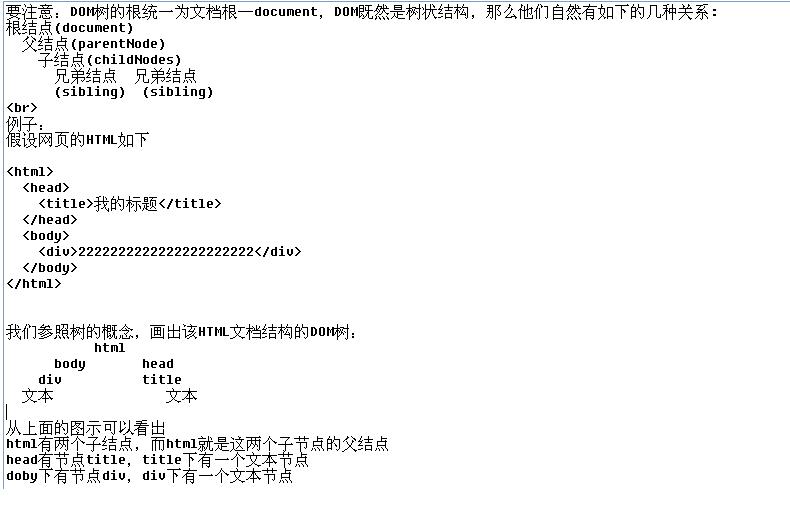 要注意：DOM树的根统一为文档根—document，DOM既然是树状结构，那么他们自然有如下的几种关系：
根结点(document)
父结点(parentNode)
子结点(childNodes)
兄弟结点 兄弟结点
(sibling) (sibling)
<br>
例子：
假设网页的HTML如下
<html>
<head>
<title>我的标题</title>
</head>
<body>
<div>2222222222222222222222</div>
</body>
</html>
我们参照树的概念，画出该HTML文档结构的DOM树：
html
body head
div title
文本 文本
从上面的图示可以看出
html有两个子结点，而html就是这两个子节点的父结点
head有节点title，title下有一个文本节点
doby下有节点div，div下有一个文本节点